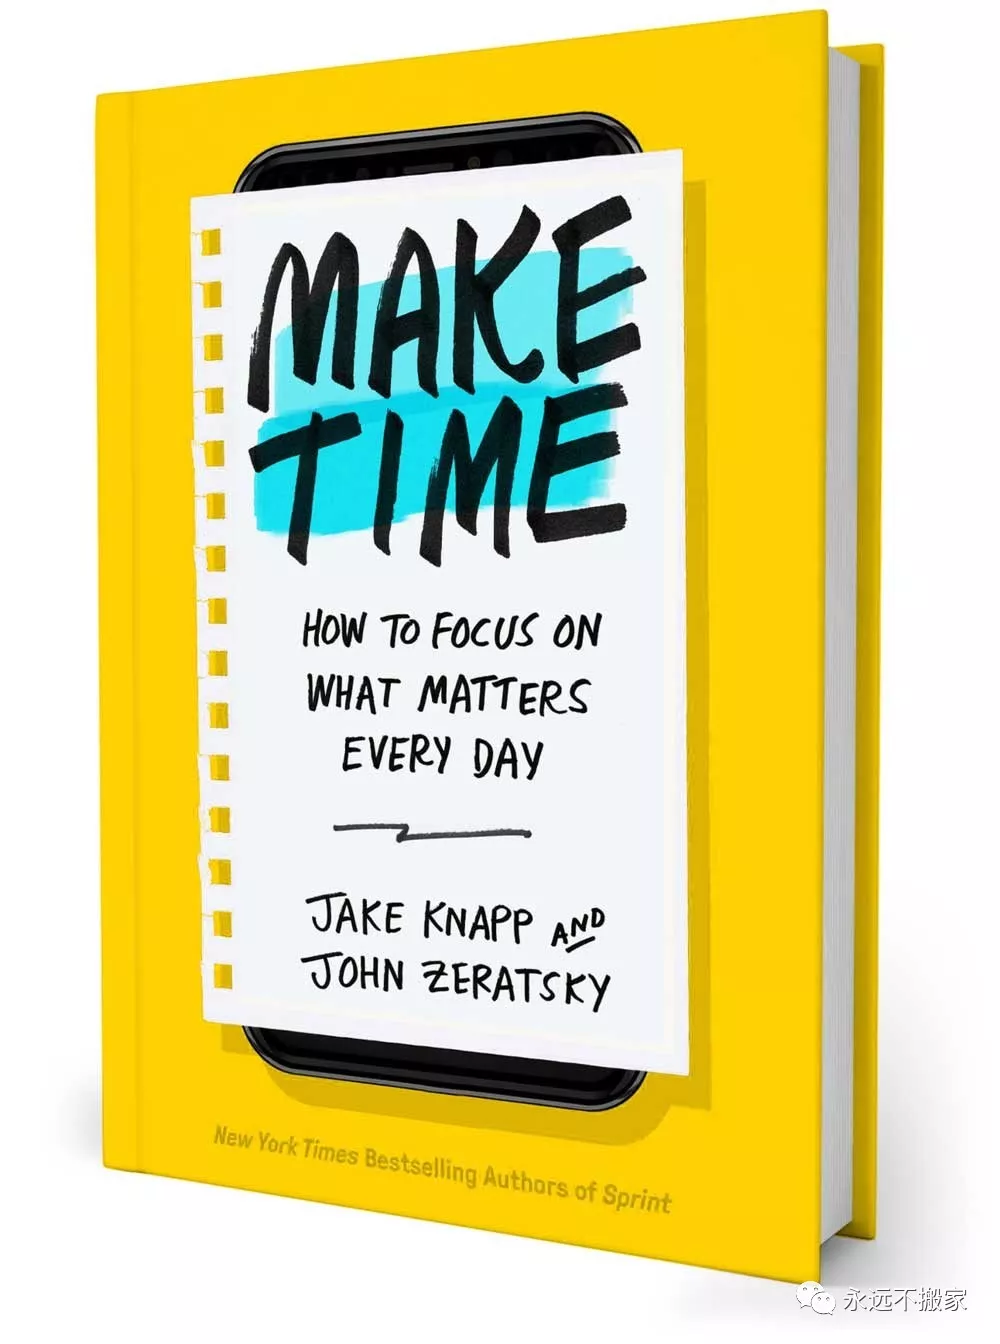 MAKE
TIME
HOW TO FOCUS ON
WHAT MATTERS
EVERY DAY
JAKE KNAPP AND
JOHN ZERATSKY
New York Times Bestselling Authors of Sprint
永远不搬家